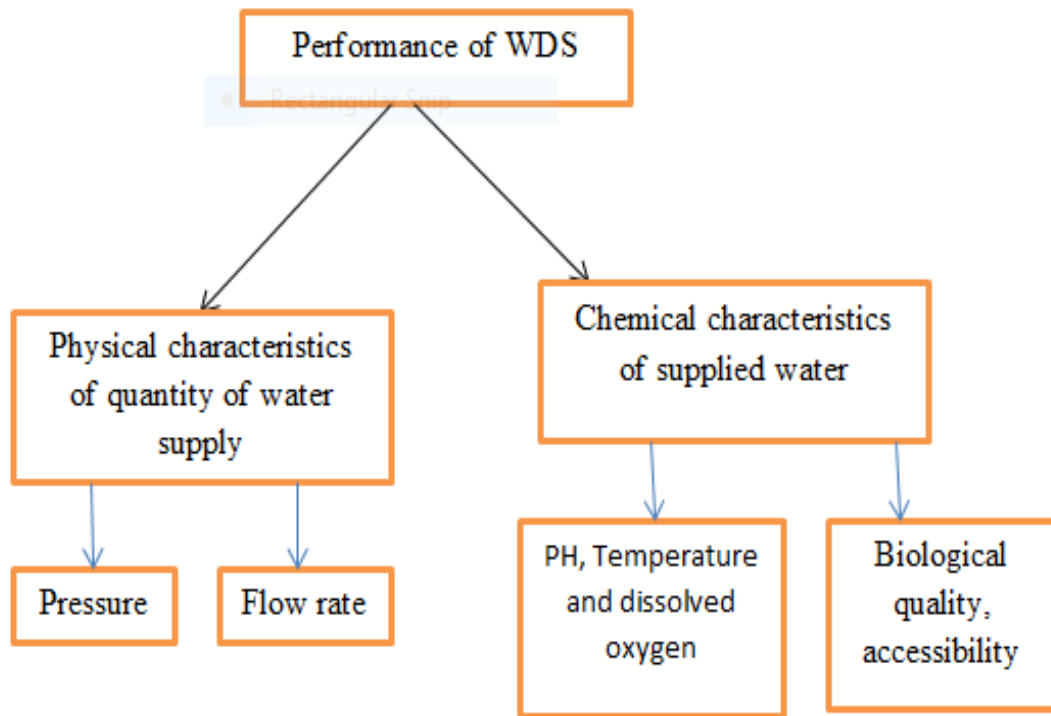 Performance of WDS
Rectangular Snip
Physical characteristics
of quantity of water
supply
Chemical characteristics
of supplied water
Pressure
Flow rate
PH, Temperature
and dissolved
oxygen
Biological
quality,
accessibility